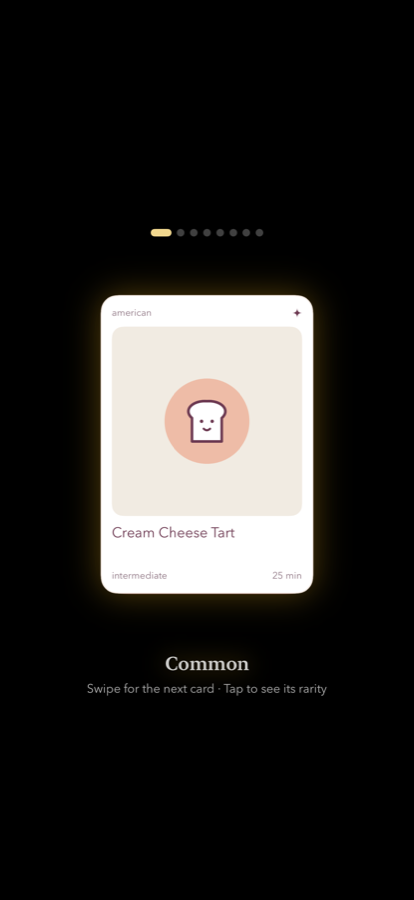 american
Cream Cheese Tart
intermediate 25 min
Common
Swipe for the next card · Tap to see its rarity